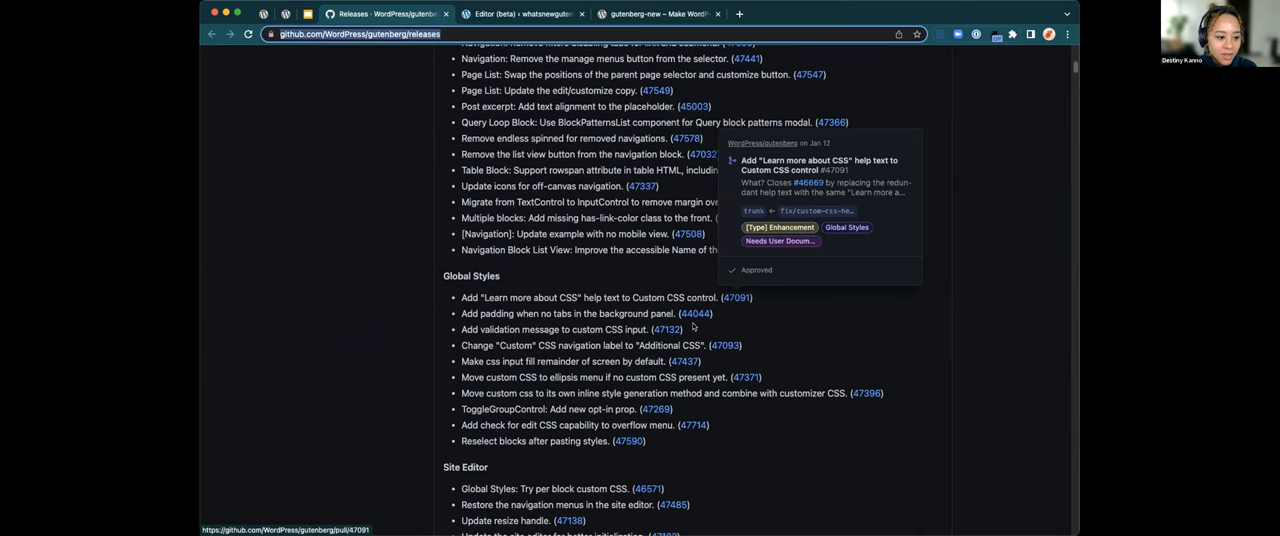 Releases · WordPress/gutenbe
Editor (beta) ‹ whatsnewguten
gutenberg-new – Make WordPr
github.com/WordPress/gutenberg/releases
Off
Destiny Kanno
Navigation: Remove the manage menus button from the selector. (47441)
Page List: Swap the positions of the parent page selector and customize button. (47547)
Page List: Update the edit/customize copy. (47549)
Post excerpt: Add text alignment to the placeholder. (45003)
Query Loop Block: Use BlockPatternsList component for Query block patterns modal. (47366)
Remove endless spinned for removed navigations. (47578)
Remove the list view button from the navigation block. (47032)
Table Block: Support rowspan attribute in table HTML, including
Update icons for off-canvas navigation. (47337)
Migrate from TextControl to InputControl to remove margin ove
Multiple blocks: Add missing has-link-color class to the front. (
[Navigation]: Update example with no mobile view. (47508)
Navigation Block List View: Improve the accessible Name of the
WordPress/gutenberg on Jan 12
Add "Learn more about CSS" help text to
Custom CSS control #47091
What? Closes #46669 by replacing the redun-
dant help text with the same "Learn more a...
trunk ← fix/custom-css-he…
[Type] Enhancement Global Styles
Needs User Docum...
Approved
Global Styles
Add "Learn more about CSS" help text to Custom CSS control. (47091)
Add padding when no tabs in the background panel. (44044)
Add validation message to custom CSS input. (47132)
Change "Custom" CSS navigation label to "Additional CSS". (47093)
Make css input fill remainder of screen by default. (47437)
Move custom CSS to ellipsis menu if no custom CSS present yet. (47371)
Move custom css to its own inline style generation method and combine with customizer CSS. (47396)
ToggleGroupControl: Add new opt-in prop. (47269)
Add check for edit CSS capability to overflow menu. (47714)
Reselect blocks after pasting styles. (47590)
Site Editor
Global Styles: Try per block custom CSS. (46571)
Restore the navigation menus in the site editor. (47485)
Update resize handle. (47138)
https://github.com/WordPress/gutenberg/pull/47091